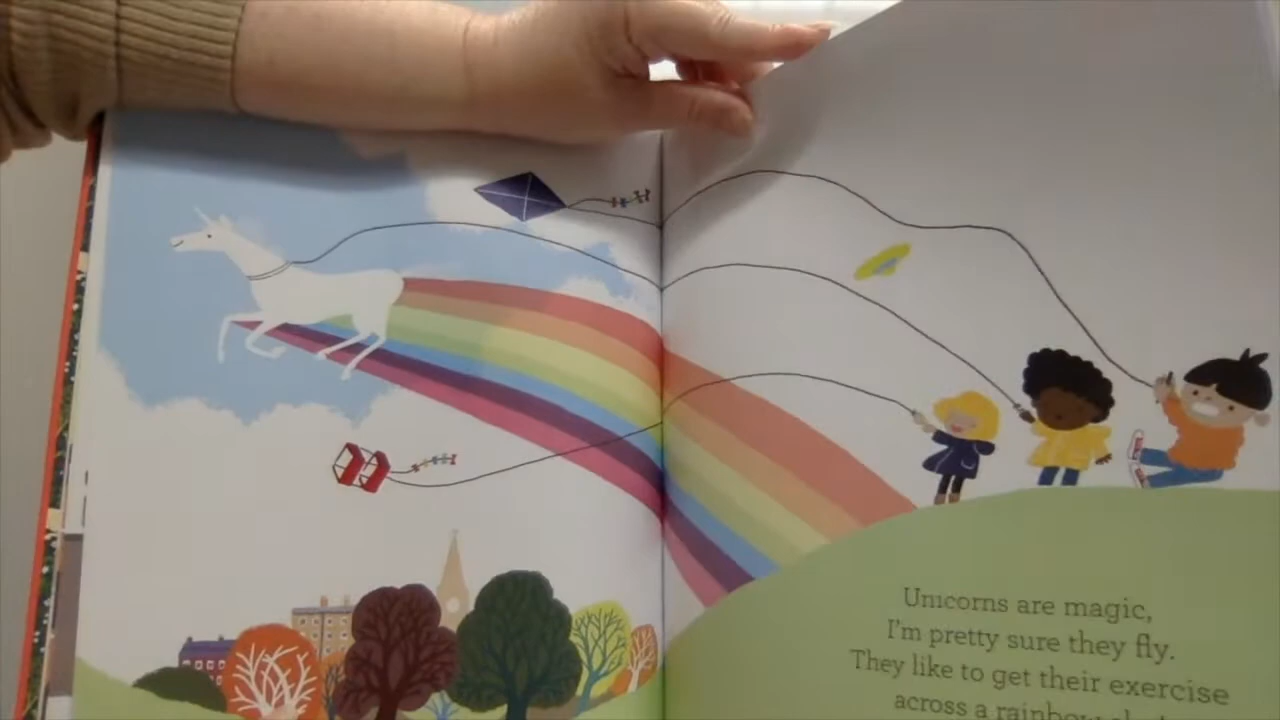 Unicorns are magic,
I'm pretty sure they fly.
They like to get their exercise
across a rainbow